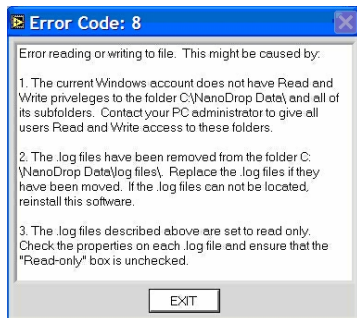 Error Code: 8
Error reading or writing to file. This might be caused by:
1. The current Windows account does not have Read and
Write priveleges to the folder C:\NanoDrop Data\ and all of
its subfolders. Contact your PC administrator to give all
users Read and Write access to these folders.
2. The .log files have been removed from the folder C:
\NanoDrop Data\log files\. Replace the .log files if they
have been moved. If the .log files can not be located,
reinstall this software.
3. The .log files described above are set to read only.
Check the properties on each .log file and ensure that the
"Read-only" box is unchecked.
EXIT